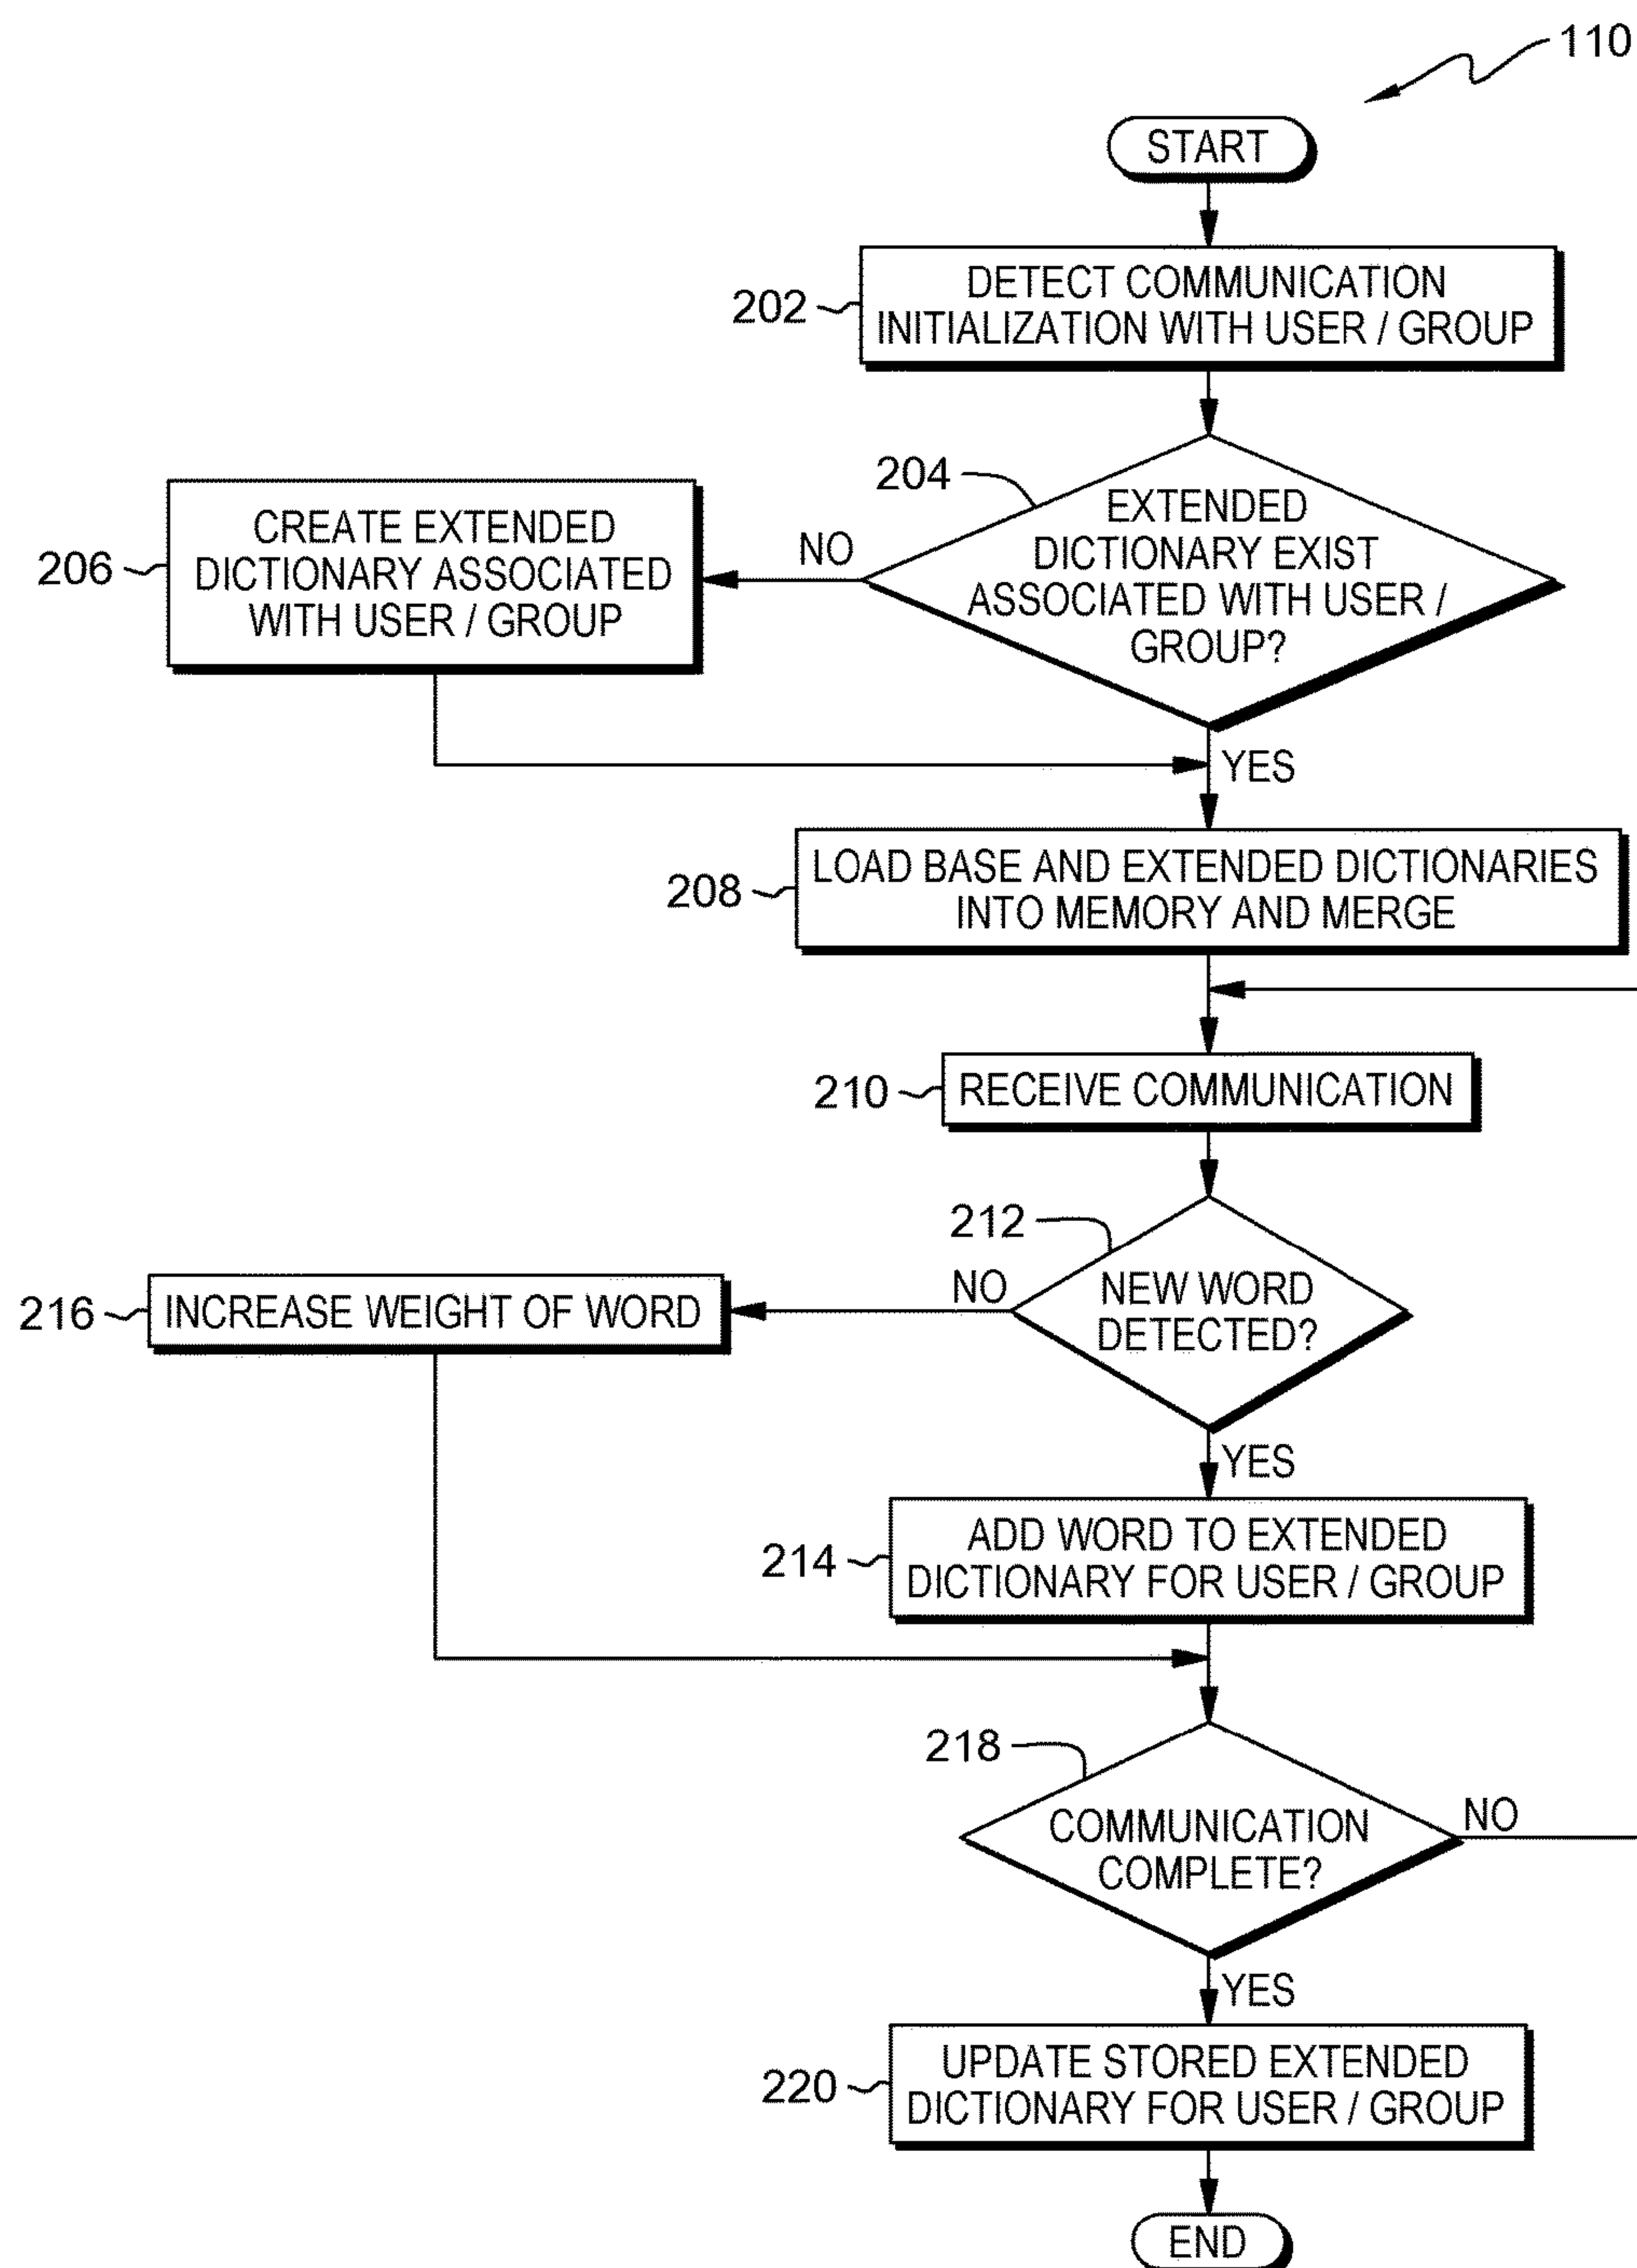 110
START
202
DETECT COMMUNICATION
INITIALIZATION WITH USER / GROUP
204
EXTENDED
DICTIONARY EXIST
ASSOCIATED WITH USER /
GROUP?
NO
206
CREATE EXTENDED
DICTIONARY ASSOCIATED
WITH USER / GROUP
YES
208
LOAD BASE AND EXTENDED DICTIONARIES
INTO MEMORY AND MERGE
210
RECEIVE COMMUNICATION
212
NEW WORD
DETECTED?
NO
216
INCREASE WEIGHT OF WORD
YES
214
ADD WORD TO EXTENDED
DICTIONARY FOR USER / GROUP
218
COMMUNICATION
COMPLETE?
NO
YES
220
UPDATE STORED EXTENDED
DICTIONARY FOR USER / GROUP
END